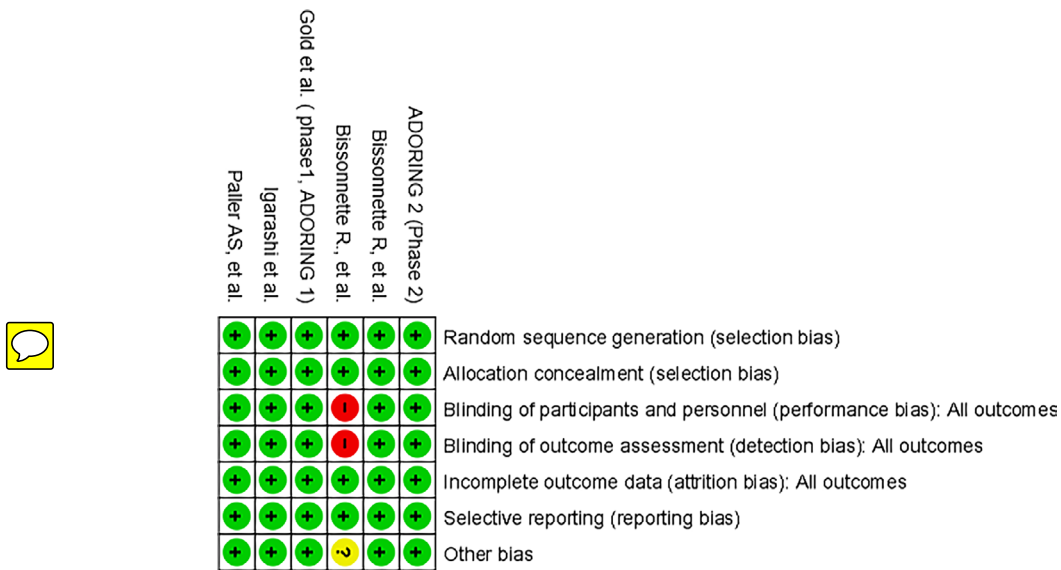 ADORING 2 (Phase 2)
Bissonnette R, et al.
Bissonnette R., et al.
Gold et al. ( phase1, ADORING 1)
Igarashi et al.
Paller AS, et al.
+ + + + + + Random sequence generation (selection bias)
+ + + + + + Allocation concealment (selection bias)
+ + + - + + Blinding of participants and personnel (performance bias): All outcomes
+ + + - + + Blinding of outcome assessment (detection bias): All outcomes
+ + + + + + Incomplete outcome data (attrition bias): All outcomes
+ + + + + + Selective reporting (reporting bias)
+ + + ? + + Other bias